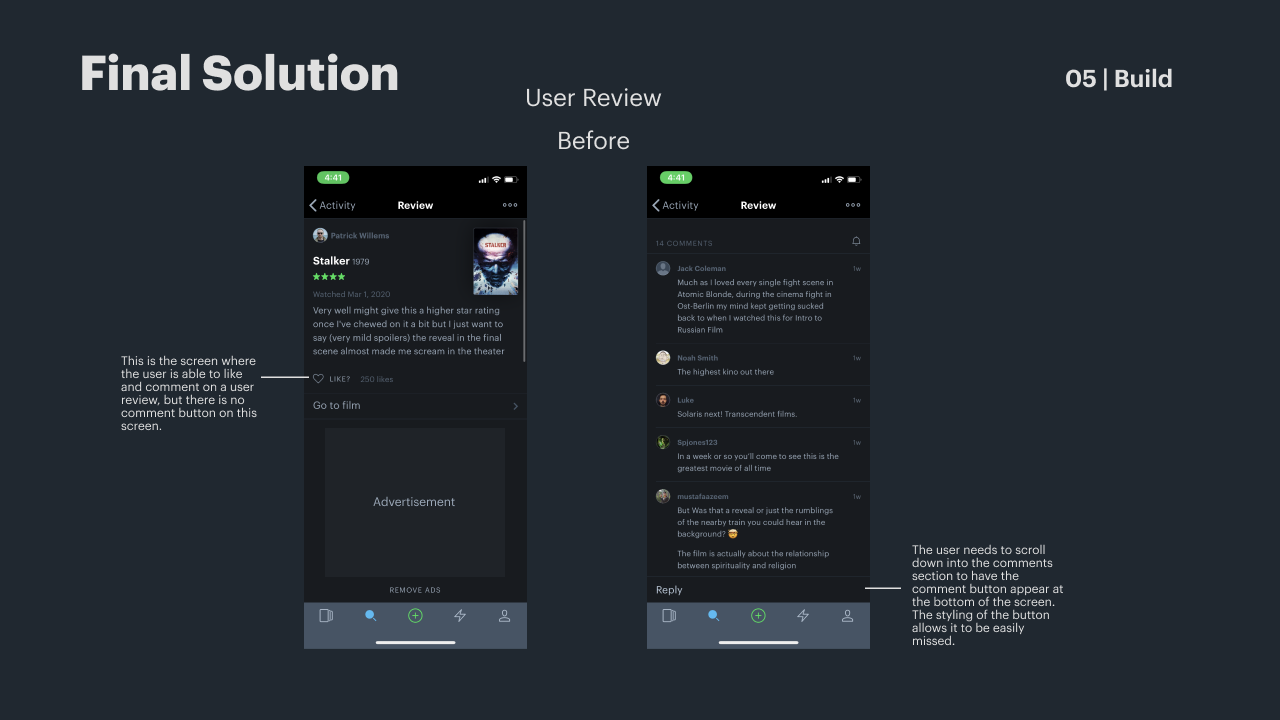 Final Solution
05 | Build
User Review
Before
4:41
Activity
Review
Patrick Willems
STALKER
Stalker 1979
Watched Mar 1, 2020
Very well might give this a higher star rating
once I've chewed on it a bit but I just want to
say (very mild spoilers) the reveal in the final
scene almost made me scream in the theater
LIKE? 250 likes
Go to film
Advertisement
REMOVE ADS
This is the screen where
the user is able to like
and comment on a user
review, but there is no
comment button on this
screen.
4:41
Activity
Review
14 COMMENTS
Jack Coleman 1w
Much as I loved every single fight scene in
Atomic Blonde, during the cinema fight in
Ost-Berlin my mind kept getting sucked
back to when I watched this for Intro to
Russian Film
Noah Smith 1w
The highest kino out there
Luke 1w
Solaris next! Transcendent films.
Spjones123 1w
In a week or so you'll come to see this is the
greatest movie of all time
mustafaazeem 1w
But Was that a reveal or just the rumblings
of the nearby train you could hear in the
background? 🤯
The film is actually about the relationship
between spirituality and religion
Reply
The user needs to scroll
down into the comments
section to have the
comment button appear at
the bottom of the screen.
The styling of the button
allows it to be easily
missed.